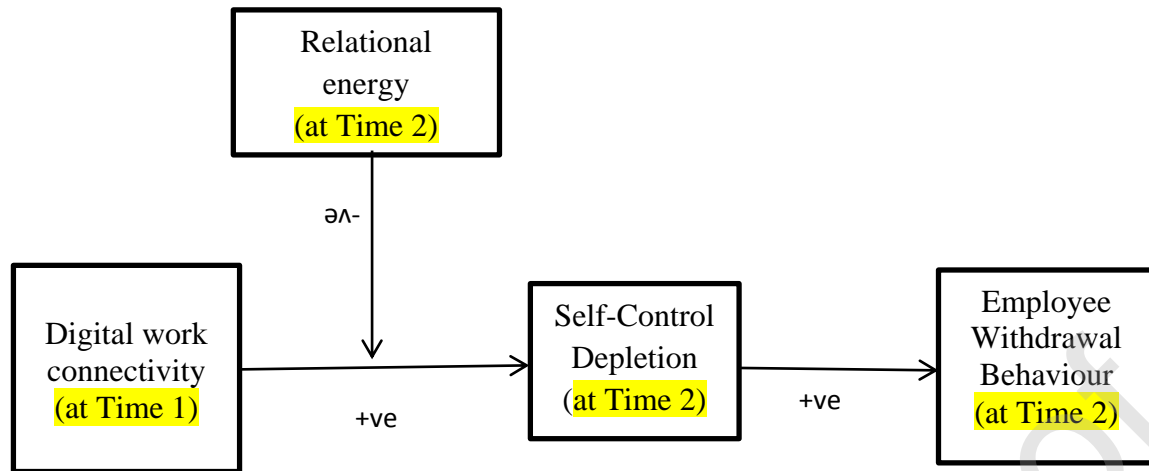 Relational
energy
(at Time 2)
-ve
Digital work
connectivity
(at Time 1)
+ve
Self-Control
Depletion
(at Time 2)
+ve
Employee
Withdrawal
Behaviour
(at Time 2)